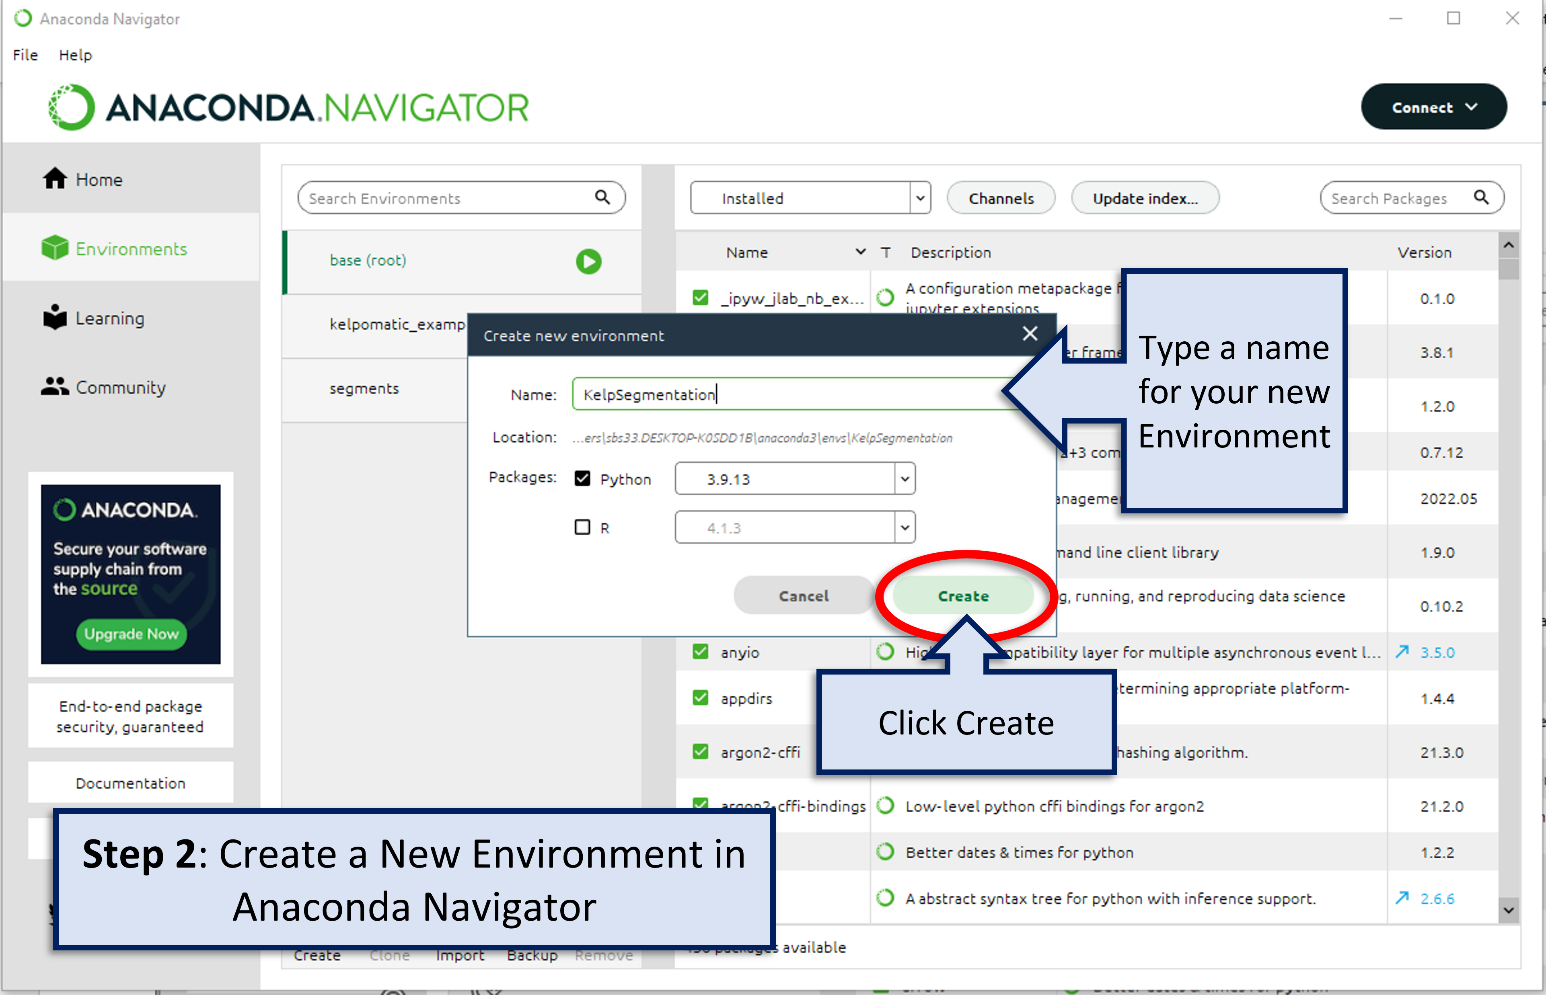 Anaconda Navigator
File Help
ANACONDA.NAVIGATOR
Connect
Home
Environments
Learning
Community
ANACONDA.
Secure your software
supply chain from
the source
Upgrade Now
End-to-end package
security, guaranteed
Documentation
Search Environments
base (root)
kelpomatic_examp
segments
Installed
Channels
Update index...
Search Packages
Name T Description Version
_ipyw_jlab_nb_ex... A configuration metapackage 0.1.0
jupyter extensions
er frame 3.8.1
1.2.0
2+3 com 0.7.12
anageme 2022.05
mand line client library 1.9.0
g, running, and reproducing data science 0.10.2
anyio patibility layer for multiple asynchronous event l... 3.5.0
appdirs termining appropriate platform- 1.4.4
argon2-cffi hashing algorithm. 21.3.0
argon2-cffi-bindings Low-level python cffi bindings for argon2 21.2.0
Better dates & times for python 1.2.2
A abstract syntax tree for python with inference support. 2.6.6
Create new environment
Name: KelpSegmentation
Location: ...ers\sbs33.DESKTOP-K0SDD1B\anaconda3\envs\KelpSegmentation
Packages: Python 3.9.13
R 4.1.3
Cancel Create
Type a name
for your new
Environment
Click Create
Step 2: Create a New Environment in
Anaconda Navigator
Create Clone Import Backup Remove
packages available